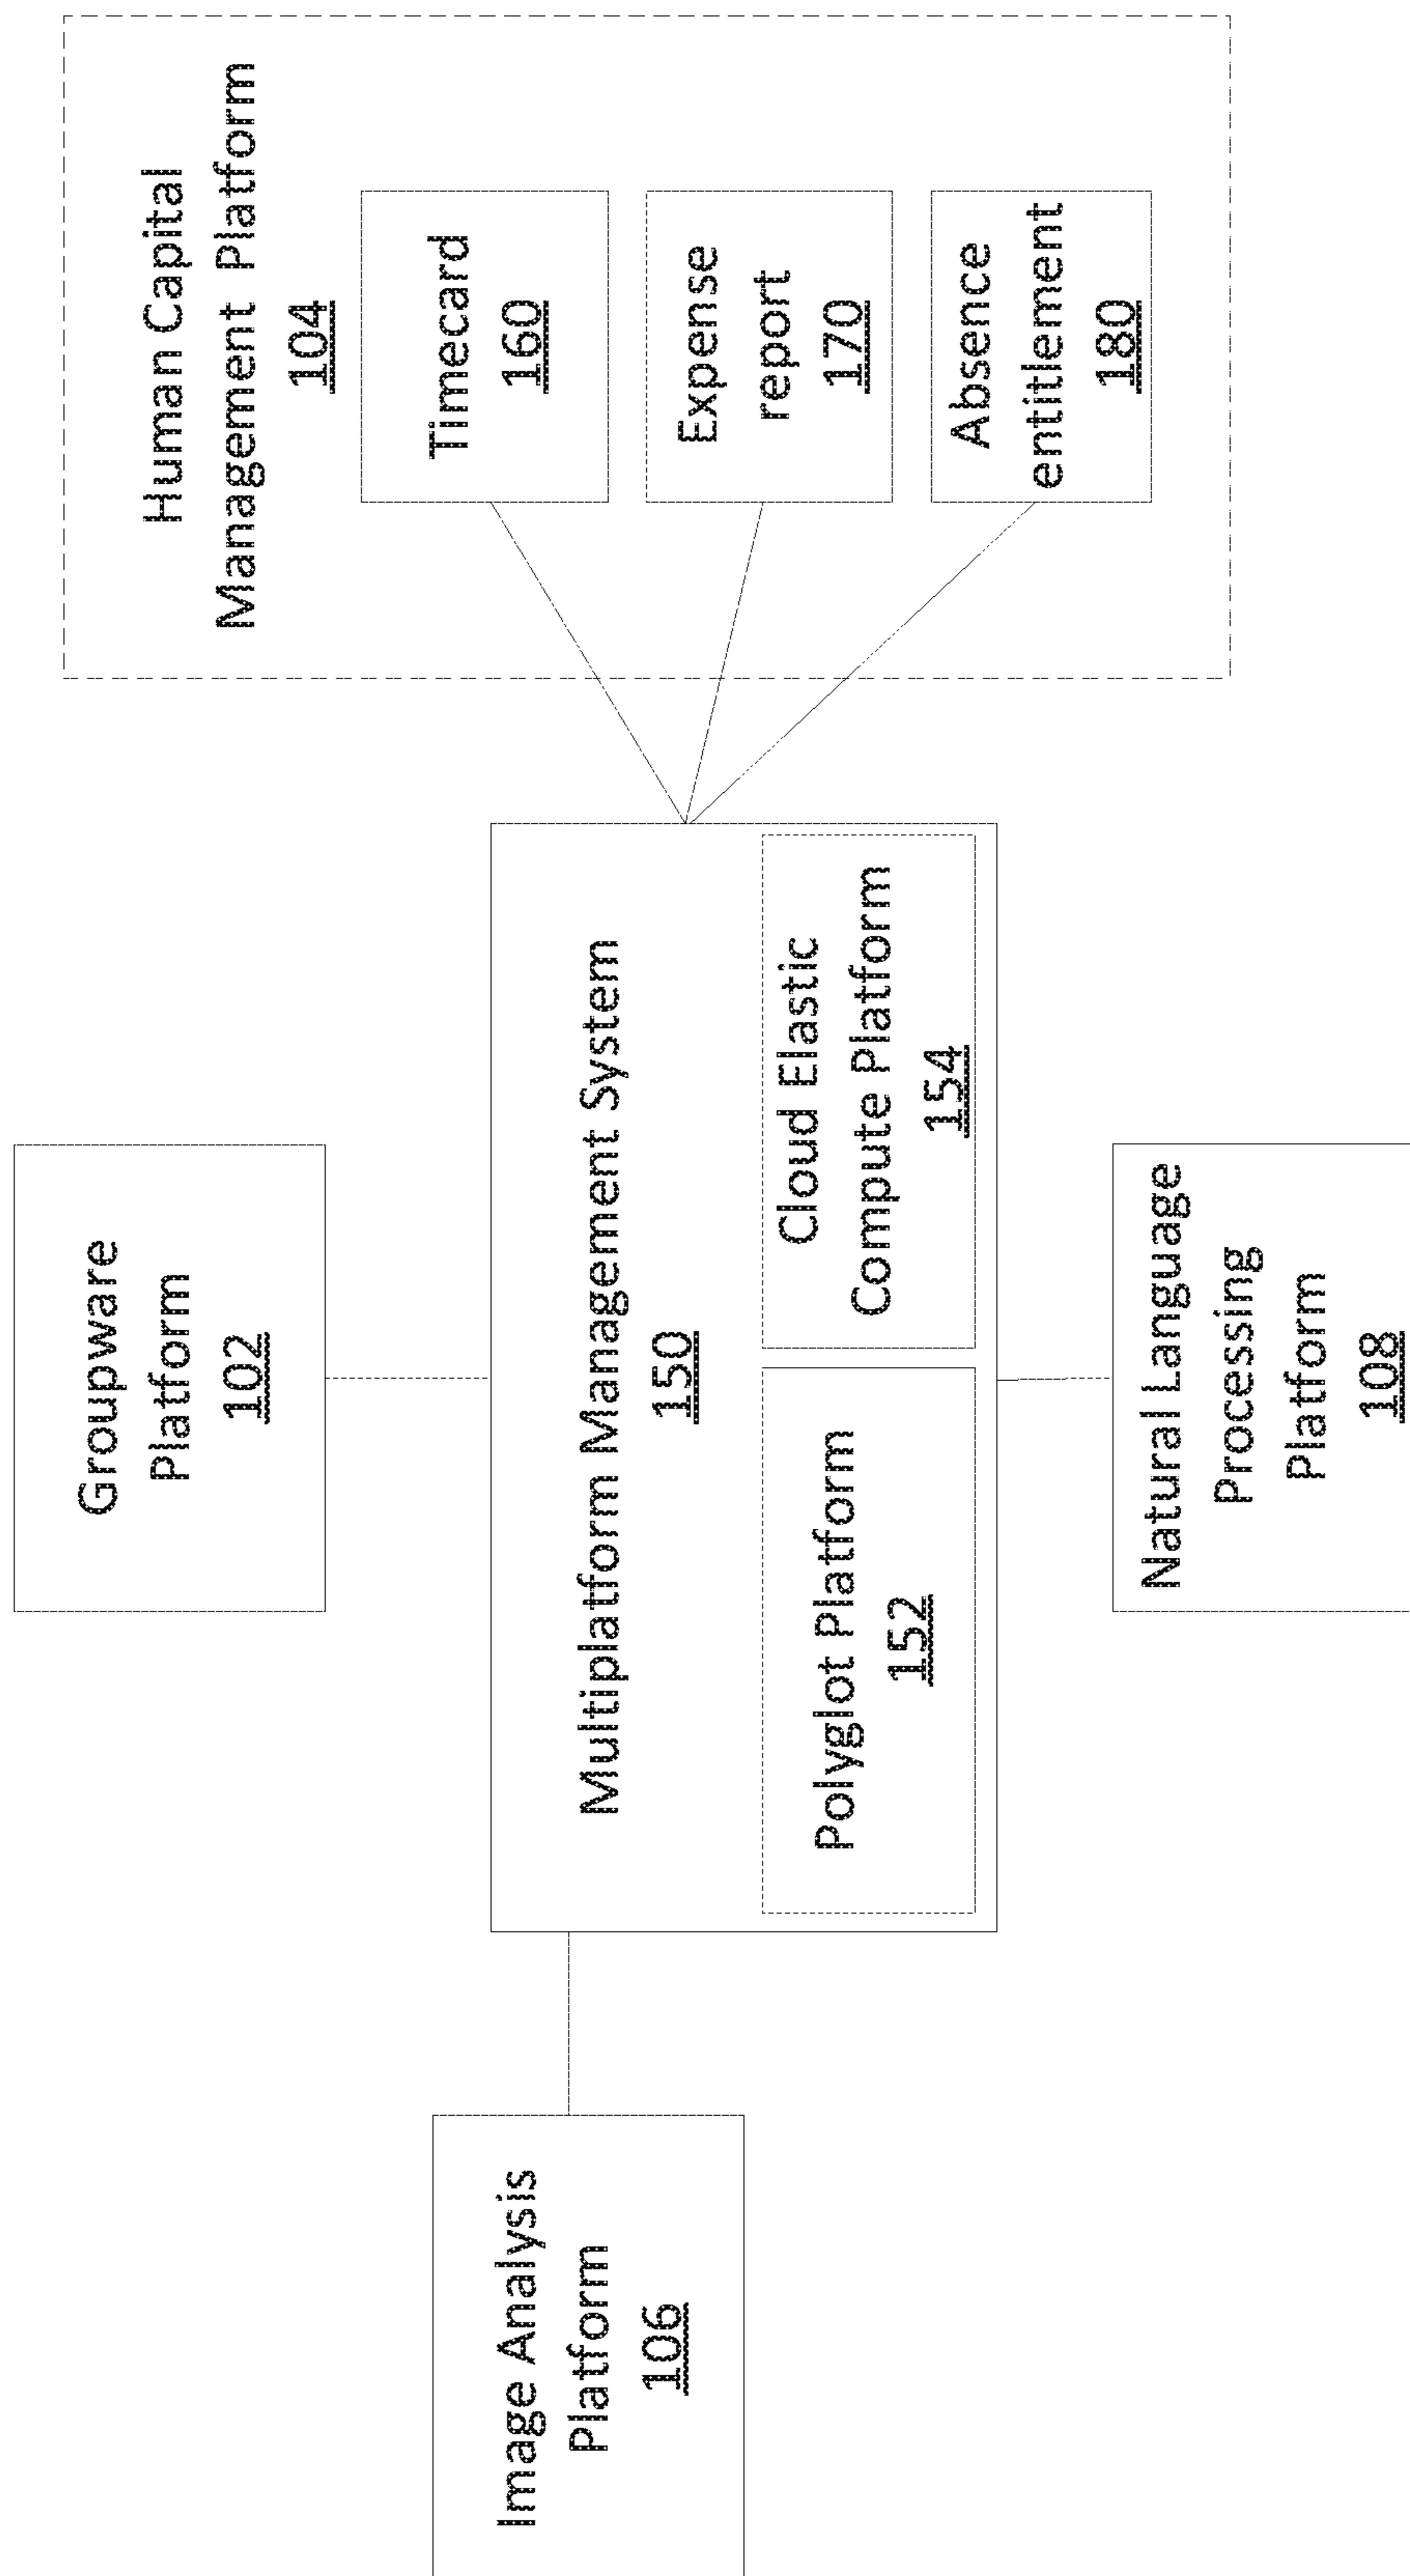 Groupware
Platform
102
Human Capital
Management Platform
104
Timecard
160
Expense
report
170
Absence
entitlement
180
Image Analysis
Platform
106
Multiplatform Management System
150
Polyglot Platform
152
Cloud Elastic
Compute Platform
154
Natural Language
Processing
Platform
108